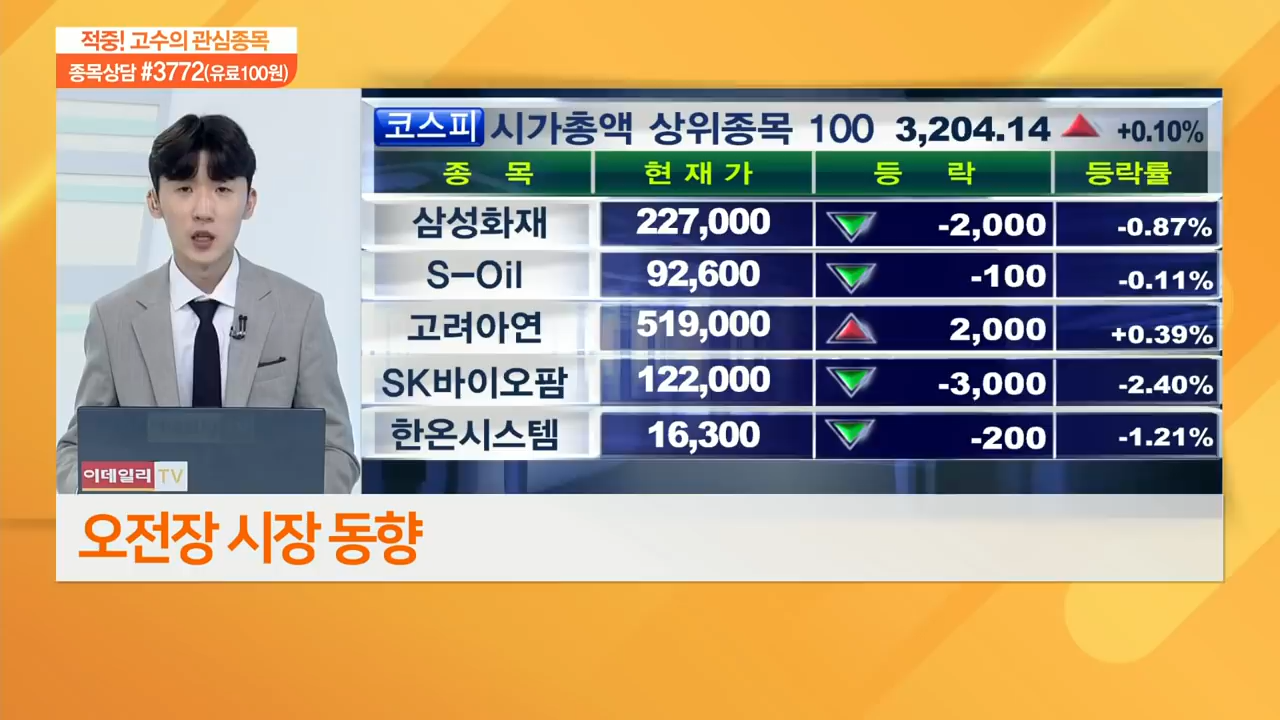 적중! 고수의 관심종목
종목상담 #3772(유료100원)
코스피 시가총액 상위종목 100 3,204.14 ▲ +0.10%
종 목 현 재 가 등 락 등락률
삼성화재 227,000 ▼ -2,000 -0.87%
S-Oil 92,600 ▼ -100 -0.11%
고려아연 519,000 ▲ 2,000 +0.39%
SK바이오팜 122,000 ▼ -3,000 -2.40%
한온시스템 16,300 ▼ -200 -1.21%
이데일리 TV
오전장 시장 동향